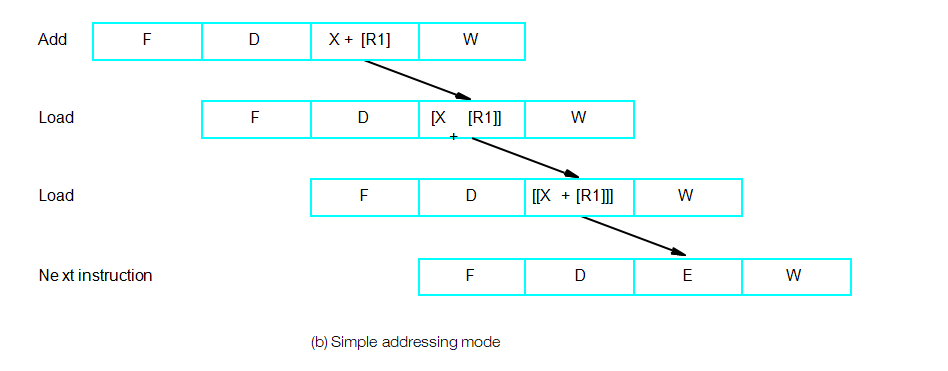 Add F D X + [R1] W
Load F D [X + [R1]] W
Load F D [[X + [R1]]] W
Ne xt instruction F D E W
(b) Simple addressing mode